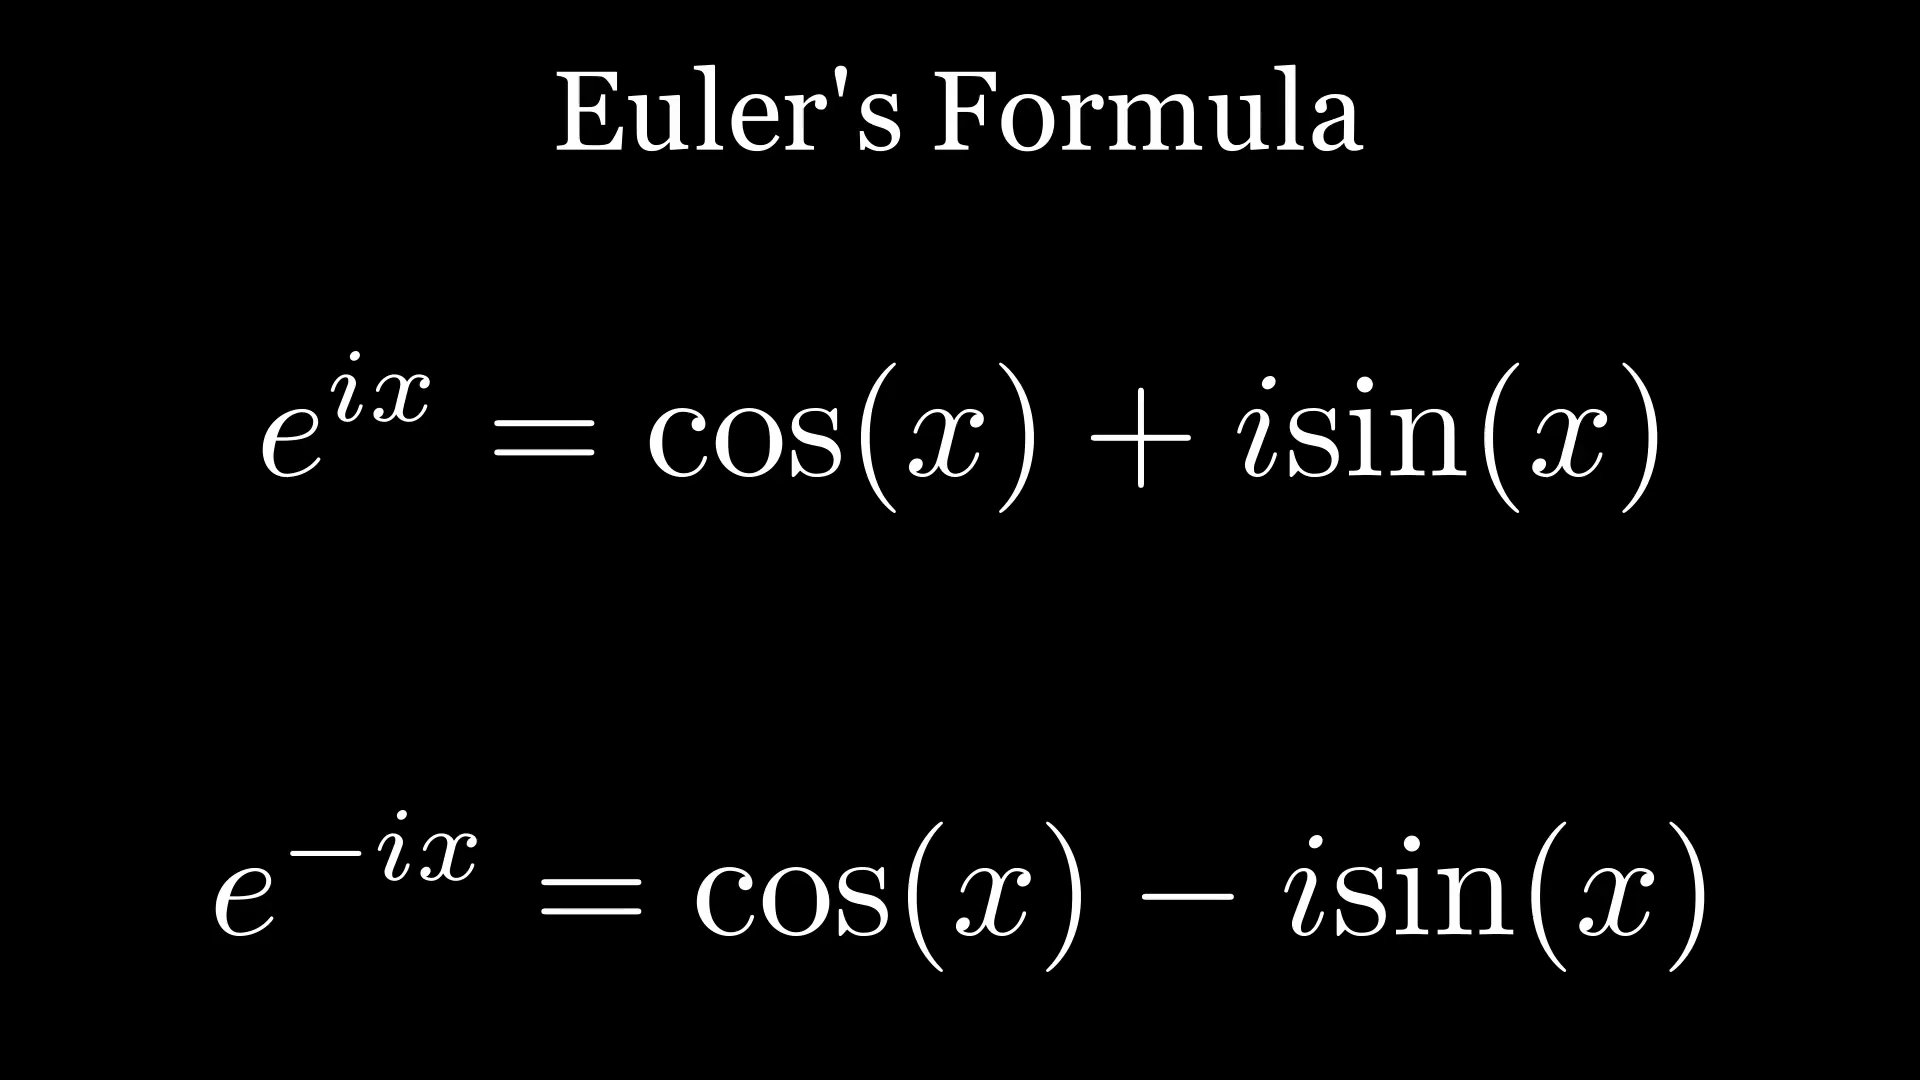 Euler's Formula
e^{ix} = cos(x) + isin(x)
e^{-ix} = cos(x) − isin(x)